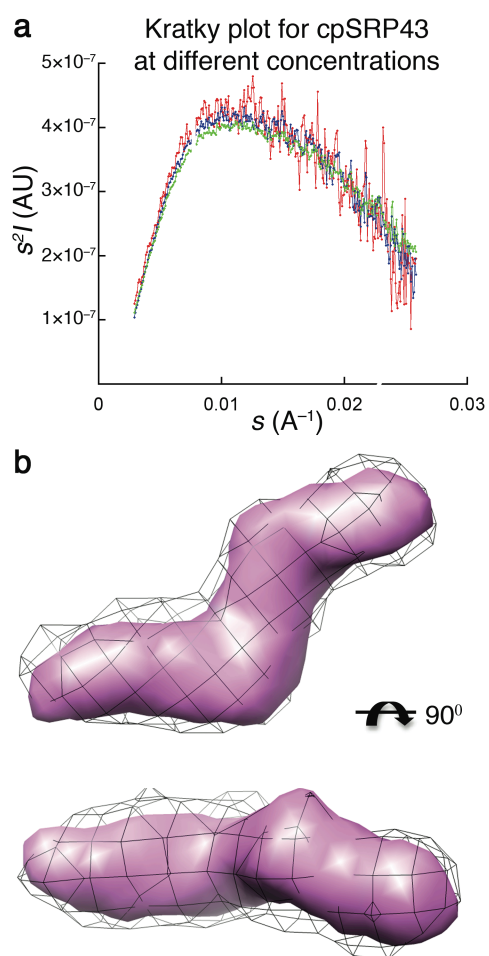 a
Kratky plot for cpSRP43
at different concentrations
5×10⁻⁷
4×10⁻⁷
3×10⁻⁷
2×10⁻⁷
1×10⁻⁷
s²I (AU)
0 0.01 0.02 0.03
s (A⁻¹)
b
90⁰